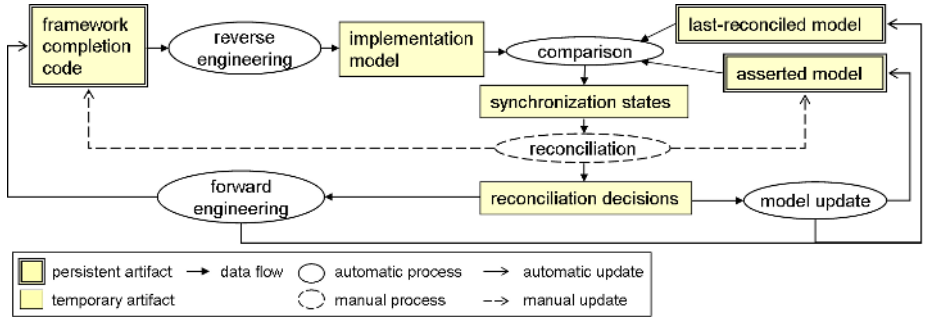 framework
completion
code
reverse
engineering
implementation
model
comparison
last-reconciled model
asserted model
synchronization states
reconciliation
forward
engineering
reconciliation decisions
model update
persistent artifact
data flow
automatic process
automatic update
temporary artifact
manual process
manual update